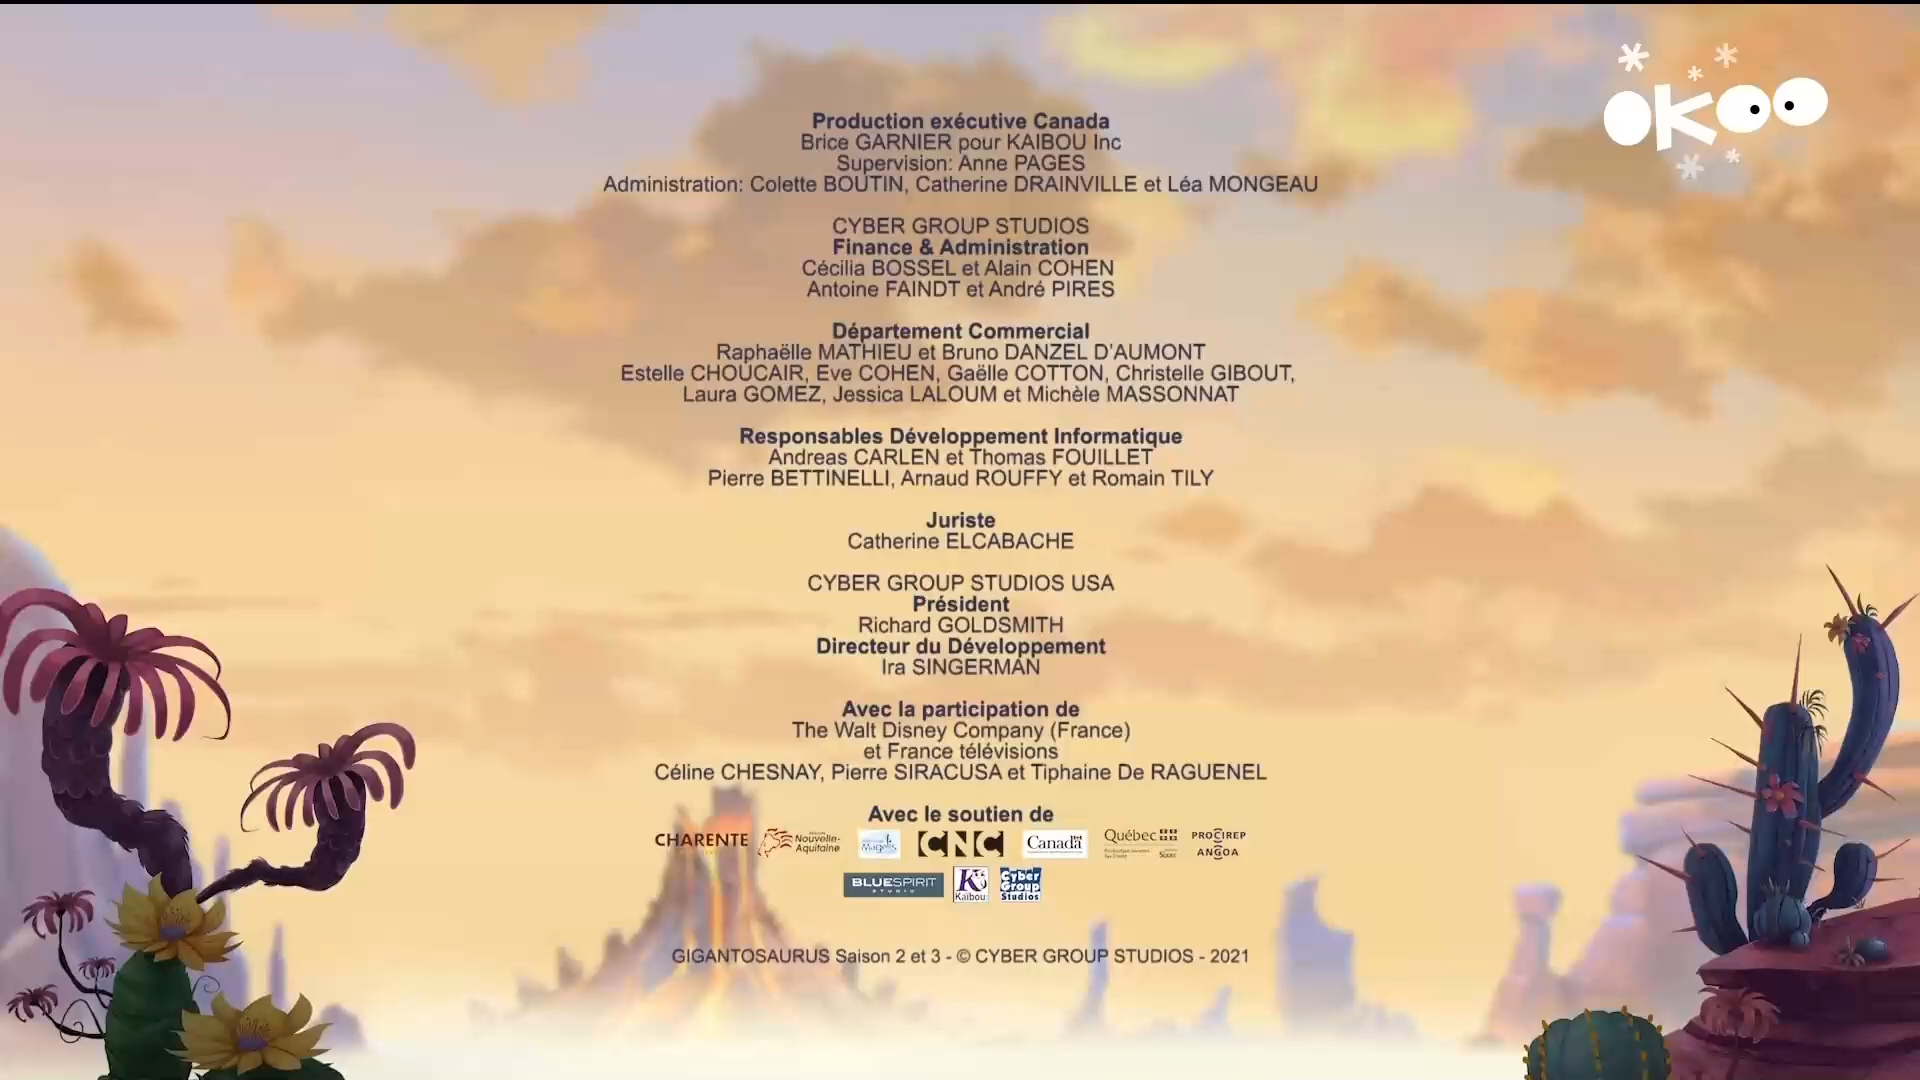 OKOO
Production exécutive Canada
Brice GARNIER pour KAIBOU Inc
Supervision: Anne PAGES
Administration: Colette BOUTIN, Catherine DRAINVILLE et Léa MONGEAU
CYBER GROUP STUDIOS
Finance & Administration
Cécilia BOSSEL et Alain COHEN
Antoine FAINDT et André PIRES
Département Commercial
Raphaëlle MATHIEU et Bruno DANZEL D'AUMONT
Estelle CHOUCAIR, Eve COHEN, Gaëlle COTTON, Christelle GIBOUT,
Laura GOMEZ, Jessica LALOUM et Michèle MASSONNAT
Responsables Développement Informatique
Andreas CARLEN et Thomas FOUILLET
Pierre BETTINELLI, Arnaud ROUFFY et Romain TILY
Juriste
Catherine ELCABACHE
CYBER GROUP STUDIOS USA
Président
Richard GOLDSMITH
Directeur du Développement
Ira SINGERMAN
Avec la participation de
The Walt Disney Company (France)
et France télévisions
Céline CHESNAY, Pierre SIRACUSA et Tiphaine De RAGUENEL
Avec le soutien de
CHARENTE Nouvelle-Aquitaine Magelis CNC Canada Québec PROCIREP ANGOA
BLUESPIRIT STUDIO Kaibou Cyber Group Studios
GIGANTOSAURUS Saison 2 et 3 - © CYBER GROUP STUDIOS - 2021